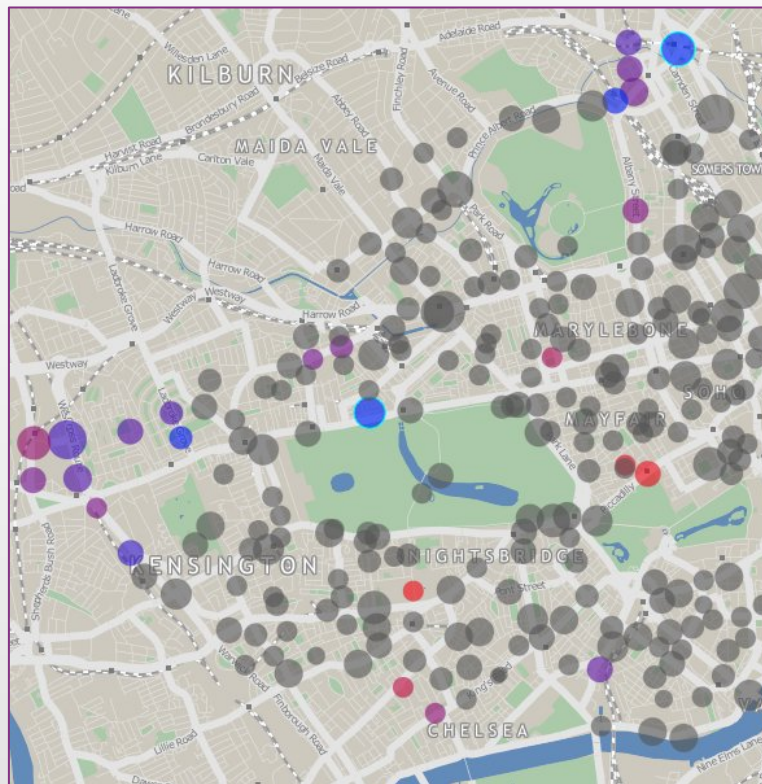 Willesden Lane
Adelaide Road
KILBURN
Belsize Road
Finchley Road
Avenue Road
Camden Street
Brondesbury Road
Abbey Road
Prince Albert Road
Harvist Road
Kilburn Lane
Carlton Vale
MAIDA VALE
Maida Vale
Albany Street
SOMERS TOW
Road
Park Road
Harrow Road
Harrow Road
Ladbroke Grove
Westway
Westway
Harrow Road
MARYLEBONE
Westway
SOHO
MAYFAIR
Park Lane
Piccadilly
Shepherds Bush Road
KENSINGTON
KNIGHTSBRIDGE
Pont Street
Warwick Road
King's Road
Finborough Road
CHELSEA
Lillie Road
Nine Elms Lane